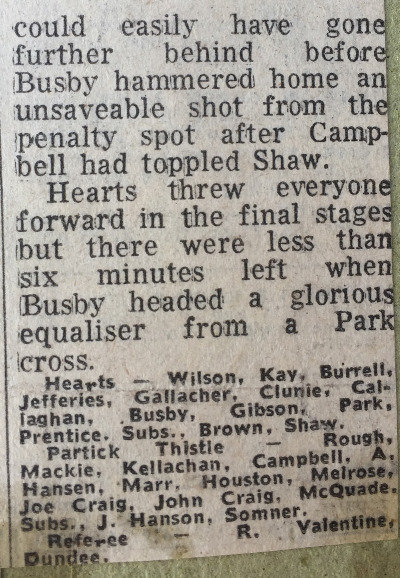 could easily have gone
further behind before
Busby hammered home an
unsaveable shot from the
penalty spot after Camp-
bell had toppled Shaw.
Hearts threw everyone
forward in the final stages
but there were less than
six minutes left when
Busby headed a glorious
equaliser from a Park
cross.
Hearts — Wilson, Kay, Burrell,
Jefferies, Gallacher, Clunie, Cal-
laghan, Busby, Gibson, Park,
Prentice. Subs., Brown, Shaw.
Partick Thistle — Rough,
Mackie, Kellachan, Campbell, A.
Hansen, Marr, Houston, Melrose,
Joe Craig, John Craig, McQuade.
Subs., J. Hanson, Somner.
Referee — R. Valentine,
Dundee.